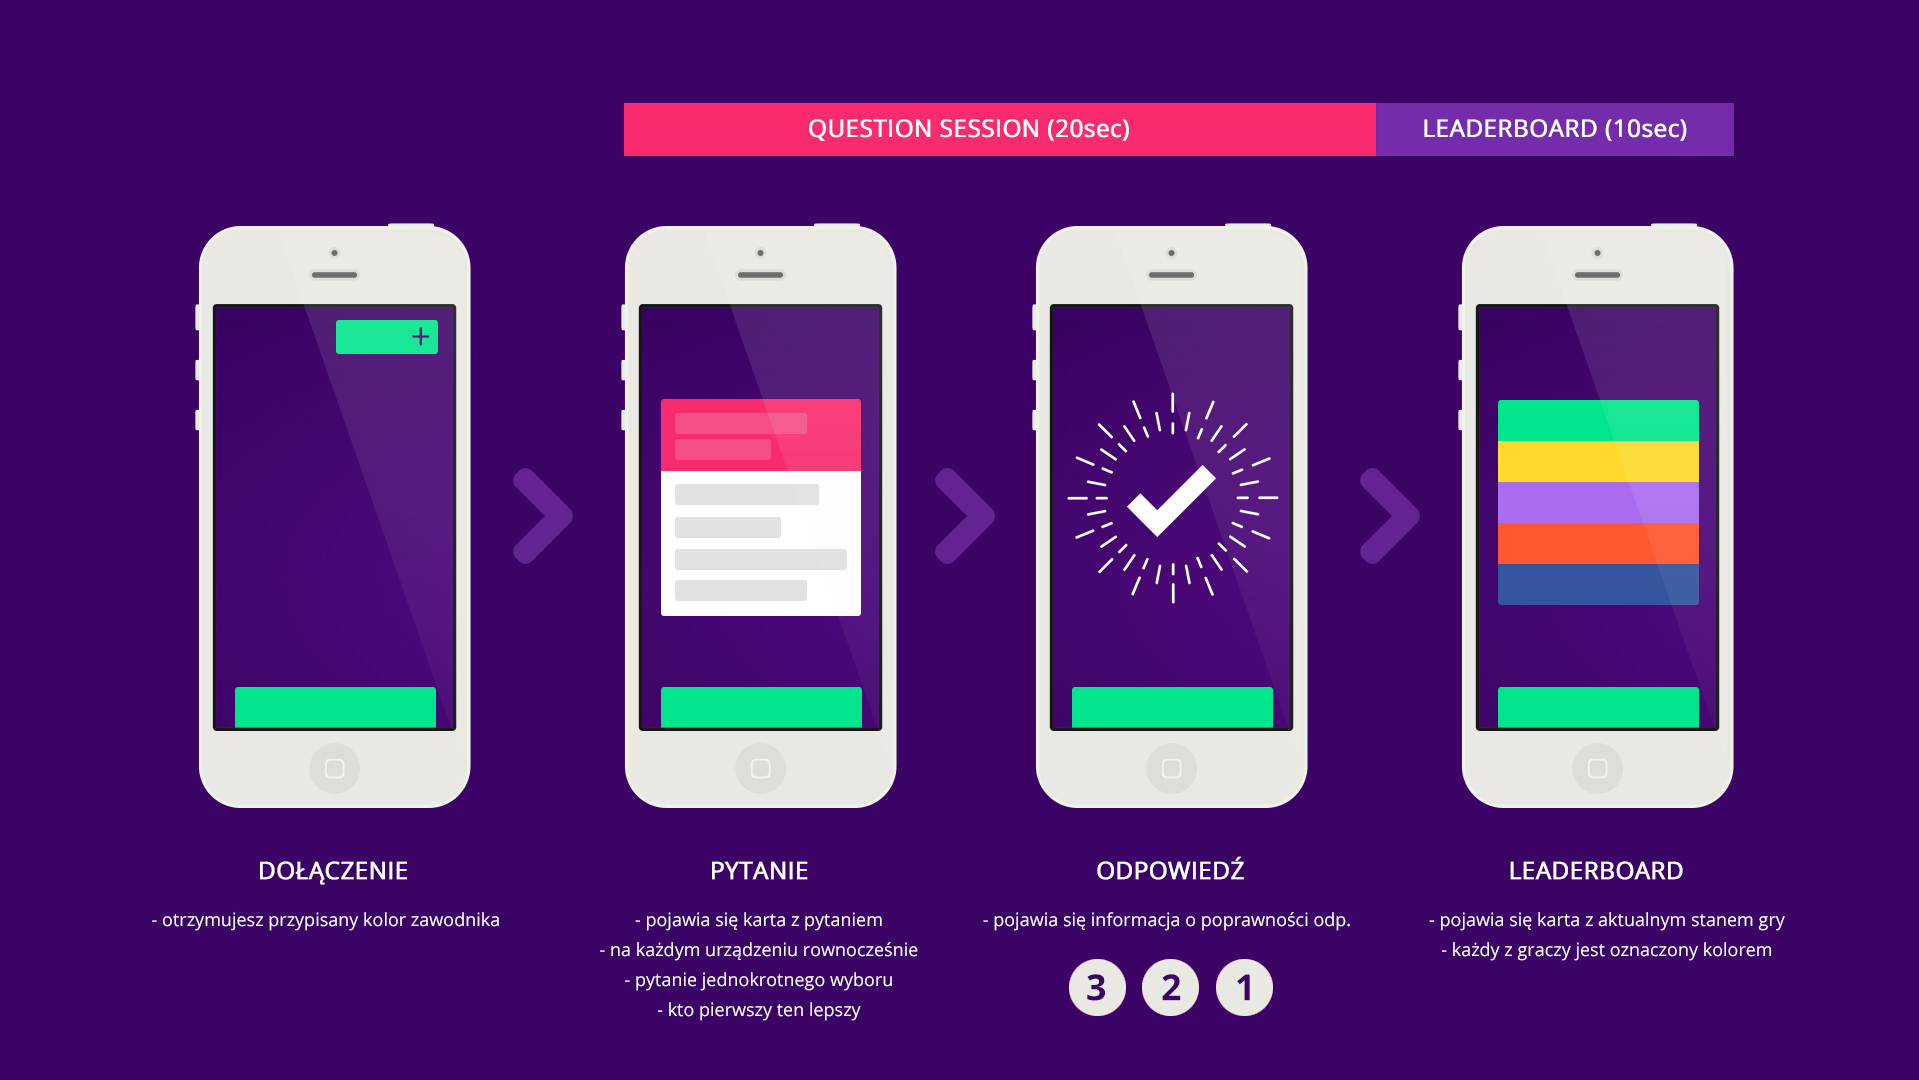 QUESTION SESSION (20sec)
LEADERBOARD (10sec)
DOŁĄCZENIE
- otrzymujesz przypisany kolor zawodnika
PYTANIE
- pojawia się karta z pytaniem
- na każdym urządzeniu rownocześnie
- pytanie jednokrotnego wyboru
- kto pierwszy ten lepszy
ODPOWIEDŹ
- pojawia się informacja o poprawności odp.
3 2 1
LEADERBOARD
- pojawia się karta z aktualnym stanem gry
- każdy z graczy jest oznaczony kolorem